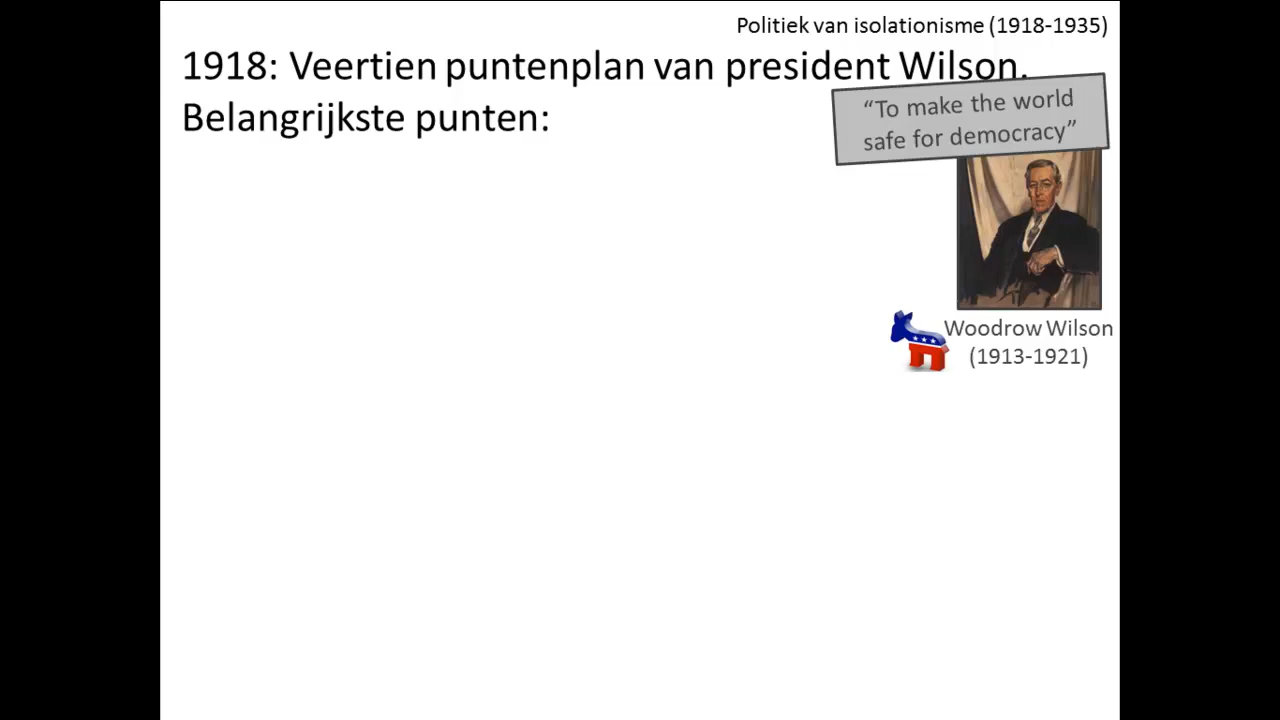 Politiek van isolationisme (1918-1935)
1918: Veertien puntenplan van president Wilson.
Belangrijkste punten:
“To make the world
safe for democracy”
Woodrow Wilson
(1913-1921)